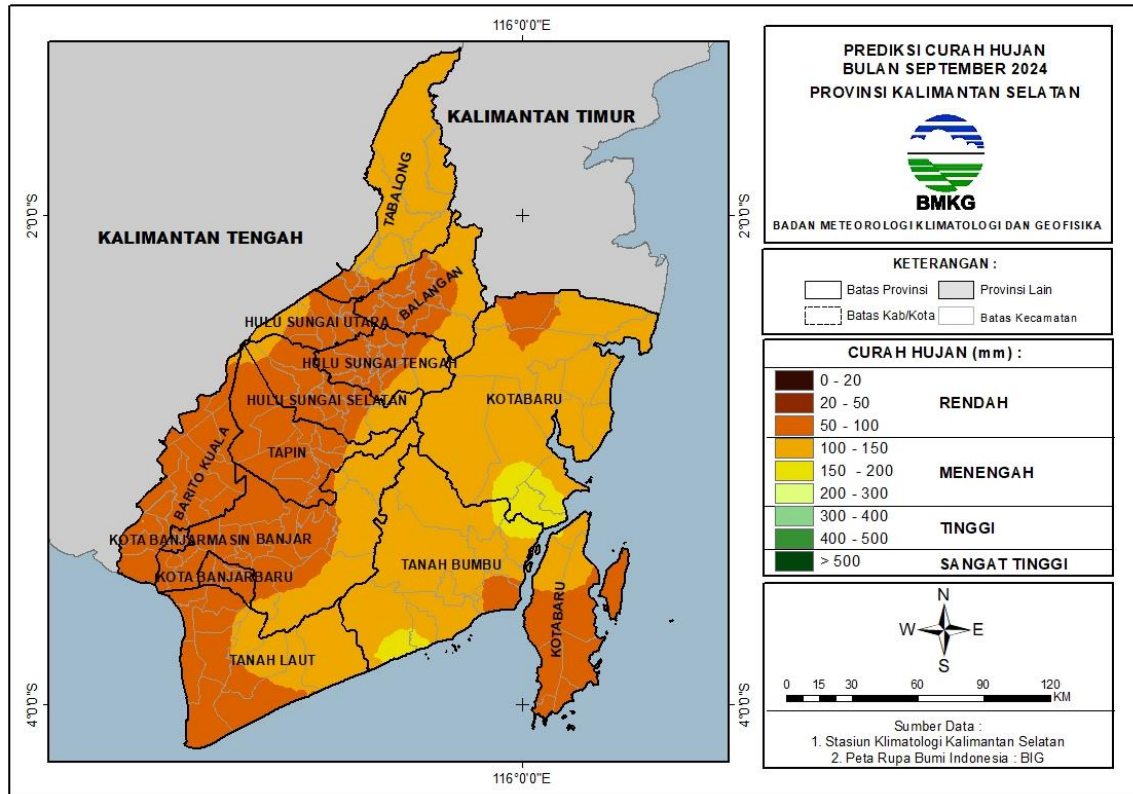 116°0'0"E
KALIMANTAN TIMUR
TABALONG
2°0'0"S
2°0'0"S
KALIMANTAN TENGAH
BALANGAN
HULU SUNGAI UTARA
HULU SUNGAI TENGAH
HULU SUNGAI SELATAN
KOTABARU
TAPIN
BARITO KUALA
KOTA BANJARMASIN
BANJAR
TANAH BUMBU
KOTA BANJARBARU
KOTABARU
TANAH LAUT
4°0'0"S
4°0'0"S
116°0'0"E
PREDIKSI CURAH HUJAN
BULAN SEPTEMBER 2024
PROVINSI KALIMANTAN SELATAN
BMKG
BADAN METEOROLOGI KLIMATOLOGI DAN GEOFISIKA
KETERANGAN :
Batas Provinsi Provinsi Lain
Batas Kab/Kota Batas Kecamatan
CURAH HUJAN (mm) :
0 - 20
20 - 50 RENDAH
50 - 100
100 - 150
150 - 200 MENENGAH
200 - 300
300 - 400 TINGGI
400 - 500
> 500 SANGAT TINGGI
N
W E
S
0 15 30 60 90 120
KM
Sumber Data :
1. Stasiun Klimatologi Kalimantan Selatan
2. Peta Rupa Bumi Indonesia : BIG